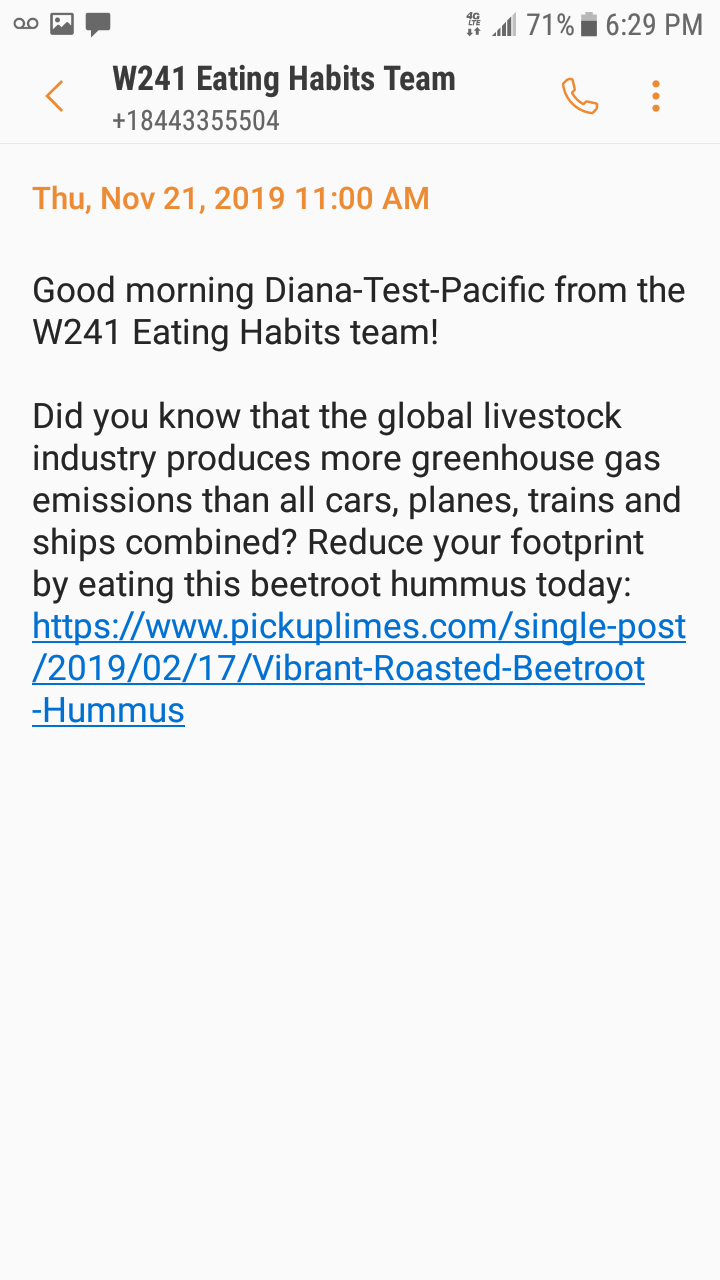 4G LTE 71% 6:29 PM
W241 Eating Habits Team
+18443355504
Thu, Nov 21, 2019 11:00 AM
Good morning Diana-Test-Pacific from the
W241 Eating Habits team!
Did you know that the global livestock
industry produces more greenhouse gas
emissions than all cars, planes, trains and
ships combined? Reduce your footprint
by eating this beetroot hummus today:
https://www.pickuplimes.com/single-post
/2019/02/17/Vibrant-Roasted-Beetroot
-Hummus